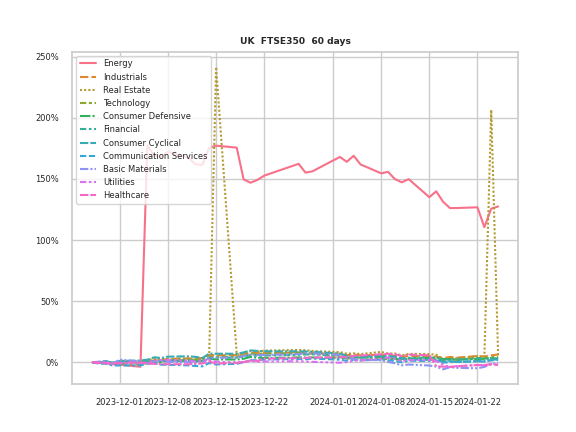 UK FTSE350 60 days
250%
200%
150%
100%
50%
0%
Energy
Industrials
Real Estate
Technology
Consumer Defensive
Financial
Consumer Cyclical
Communication Services
Basic Materials
Utilities
Healthcare
2023-12-01 2023-12-08 2023-12-15 2023-12-22 2024-01-01 2024-01-08 2024-01-15 2024-01-22